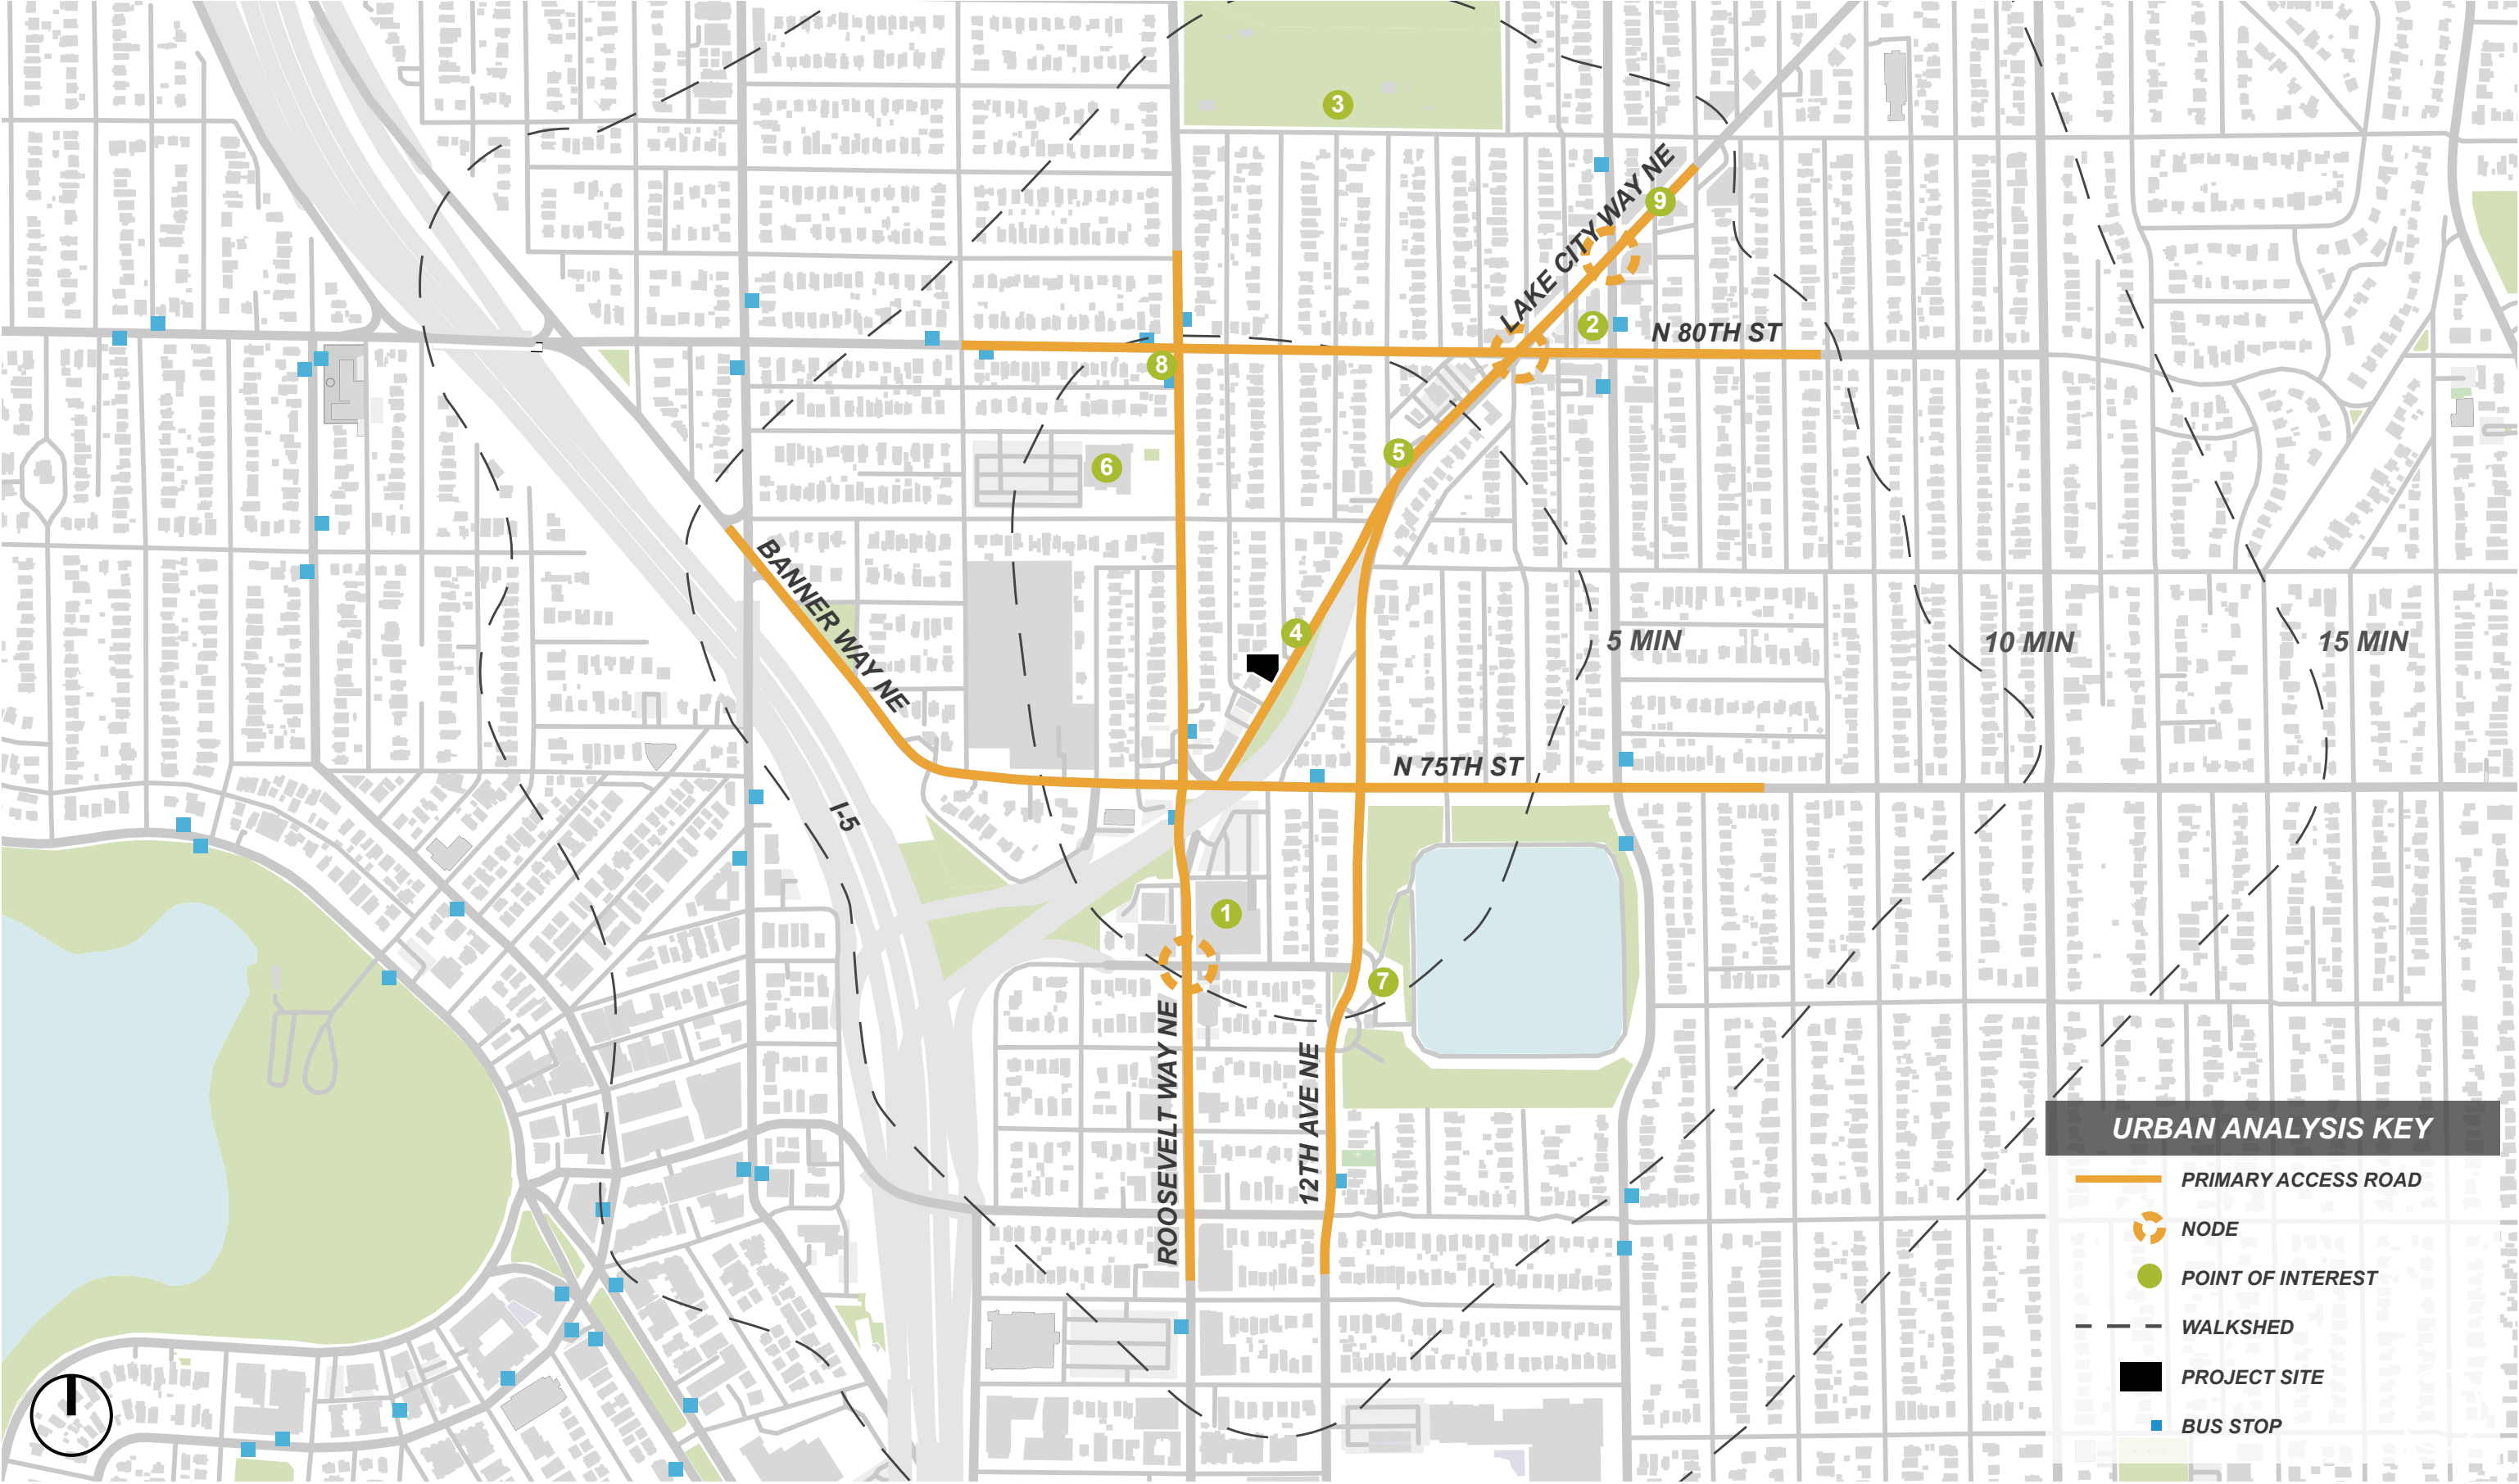 3
9
LAKE CITY WAY NE
2
N 80TH ST
8
5
6
BANNER WAY NE
4
5 MIN
10 MIN
15 MIN
N 75TH ST
I-5
1
7
ROOSEVELT WAY NE
12TH AVE NE
URBAN ANALYSIS KEY
PRIMARY ACCESS ROAD
NODE
POINT OF INTEREST
WALKSHED
PROJECT SITE
BUS STOP